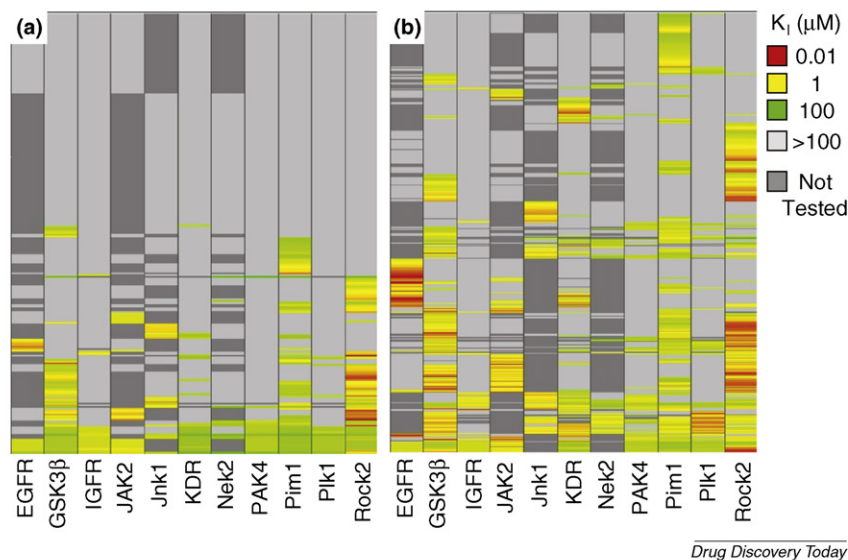 (a)
(b)
K_I (μM)
0.01
1
100
>100
Not
Tested
EGFR
GSK3β
IGFR
JAK2
Jnk1
KDR
Nek2
PAK4
Pim1
Plk1
Rock2
EGFR
GSK3β
IGFR
JAK2
Jnk1
KDR
Nek2
PAK4
Pim1
Plk1
Rock2
Drug Discovery Today